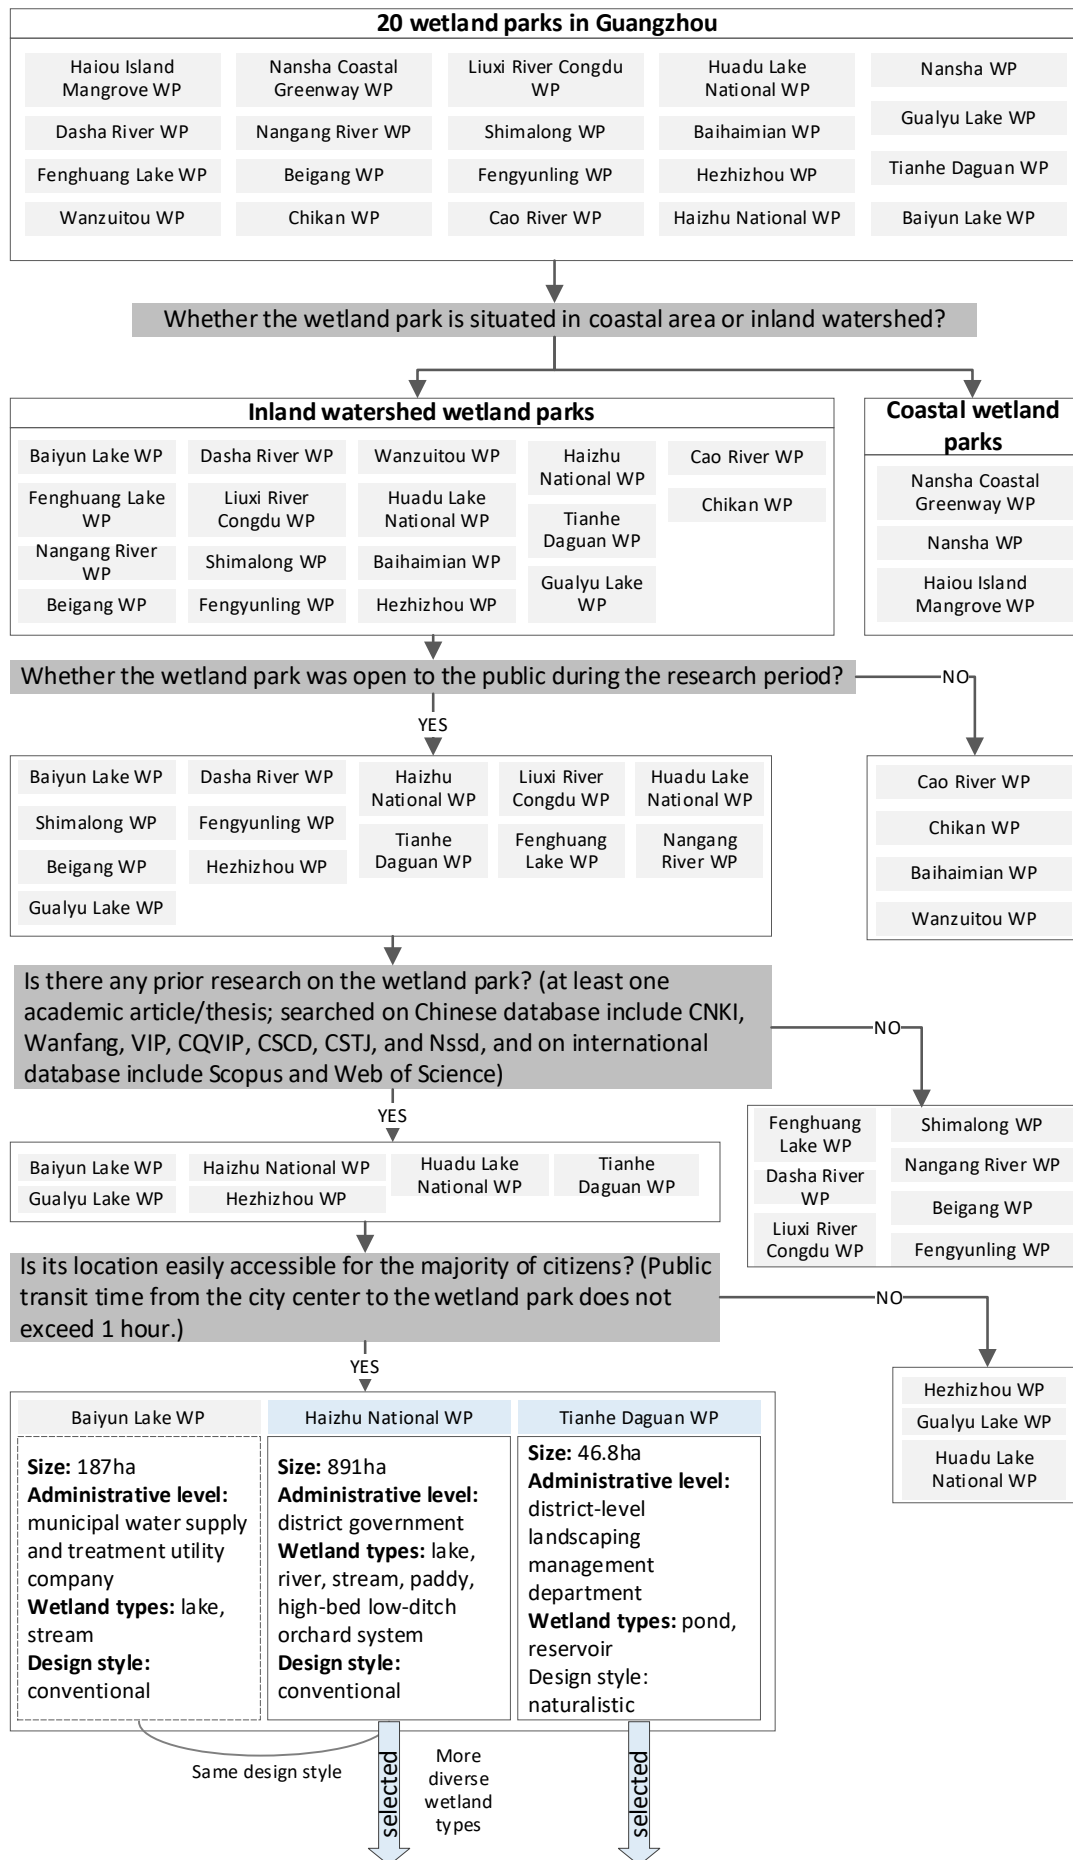 20 wetland parks in Guangzhou
Haiou Island
Mangrove WP
Dasha River WP
Fenghuang Lake WP
Wanzuitou WP
Nansha Coastal
Greenway WP
Nangang River WP
Beigang WP
Chikan WP
Liuxi River Congdu
WP
Shimalong WP
Fengyunling WP
Cao River WP
Huadu Lake
National WP
Baihaimian WP
Hezhizhou WP
Haizhu National WP
Nansha WP
Gualyu Lake WP
Tianhe Daguan WP
Baiyun Lake WP
Whether the wetland park is situated in coastal area or inland watershed?
Inland watershed wetland parks
Baiyun Lake WP
Fenghuang Lake
WP
Nangang River
WP
Beigang WP
Dasha River WP
Liuxi River
Congdu WP
Shimalong WP
Fengyunling WP
Wanzuitou WP
Huadu Lake
National WP
Baihaimian WP
Hezhizhou WP
Haizhu
National WP
Tianhe
Daguan WP
Gualyu Lake
WP
Cao River WP
Chikan WP
Coastal wetland
parks
Nansha Coastal
Greenway WP
Nansha WP
Haiou Island
Mangrove WP
Whether the wetland park was open to the public during the research period?
NO
YES
Baiyun Lake WP
Shimalong WP
Beigang WP
Gualyu Lake WP
Dasha River WP
Fengyunling WP
Hezhizhou WP
Haizhu
National WP
Tianhe
Daguan WP
Liuxi River
Congdu WP
Fenghuang
Lake WP
Huadu Lake
National WP
Nangang
River WP
Cao River WP
Chikan WP
Baihaimian WP
Wanzuitou WP
Is there any prior research on the wetland park? (at least one
academic article/thesis; searched on Chinese database include CNKI,
Wanfang, VIP, CQVIP, CSCD, CSTJ, and Nssd, and on international
database include Scopus and Web of Science)
NO
YES
Baiyun Lake WP
Gualyu Lake WP
Haizhu National WP
Hezhizhou WP
Huadu Lake
National WP
Tianhe
Daguan WP
Fenghuang
Lake WP
Dasha River
WP
Liuxi River
Congdu WP
Shimalong WP
Nangang River WP
Beigang WP
Fengyunling WP
Is its location easily accessible for the majority of citizens? (Public
transit time from the city center to the wetland park does not
exceed 1 hour.)
NO
YES
Hezhizhou WP
Gualyu Lake WP
Huadu Lake
National WP
Baiyun Lake WP
Size: 187ha
Administrative level:
municipal water supply
and treatment utility
company
Wetland types: lake,
stream
Design style:
conventional
Haizhu National WP
Size: 891ha
Administrative level:
district government
Wetland types: lake,
river, stream, paddy,
high-bed low-ditch
orchard system
Design style:
conventional
Tianhe Daguan WP
Size: 46.8ha
Administrative level:
district-level
landscaping
management
department
Wetland types: pond,
reservoir
Design style:
naturalistic
Same design style
selected
More
diverse
wetland
types
selected